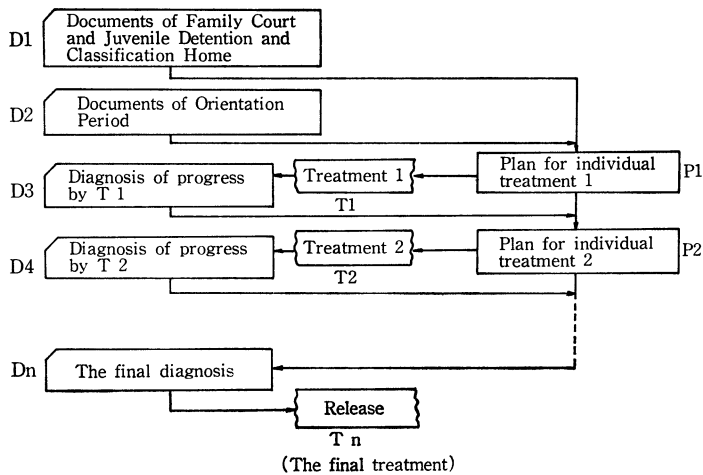 D1
Documents of Family Court
and Juvenile Detention and
Classification Home
D2
Documents of Orientation
Period
D3
Diagnosis of progress
by T 1
Treatment 1
T1
Plan for individual
treatment 1
P1
D4
Diagnosis of progress
by T 2
Treatment 2
T2
Plan for individual
treatment 2
P2
Dn
The final diagnosis
Release
T n
(The final treatment)